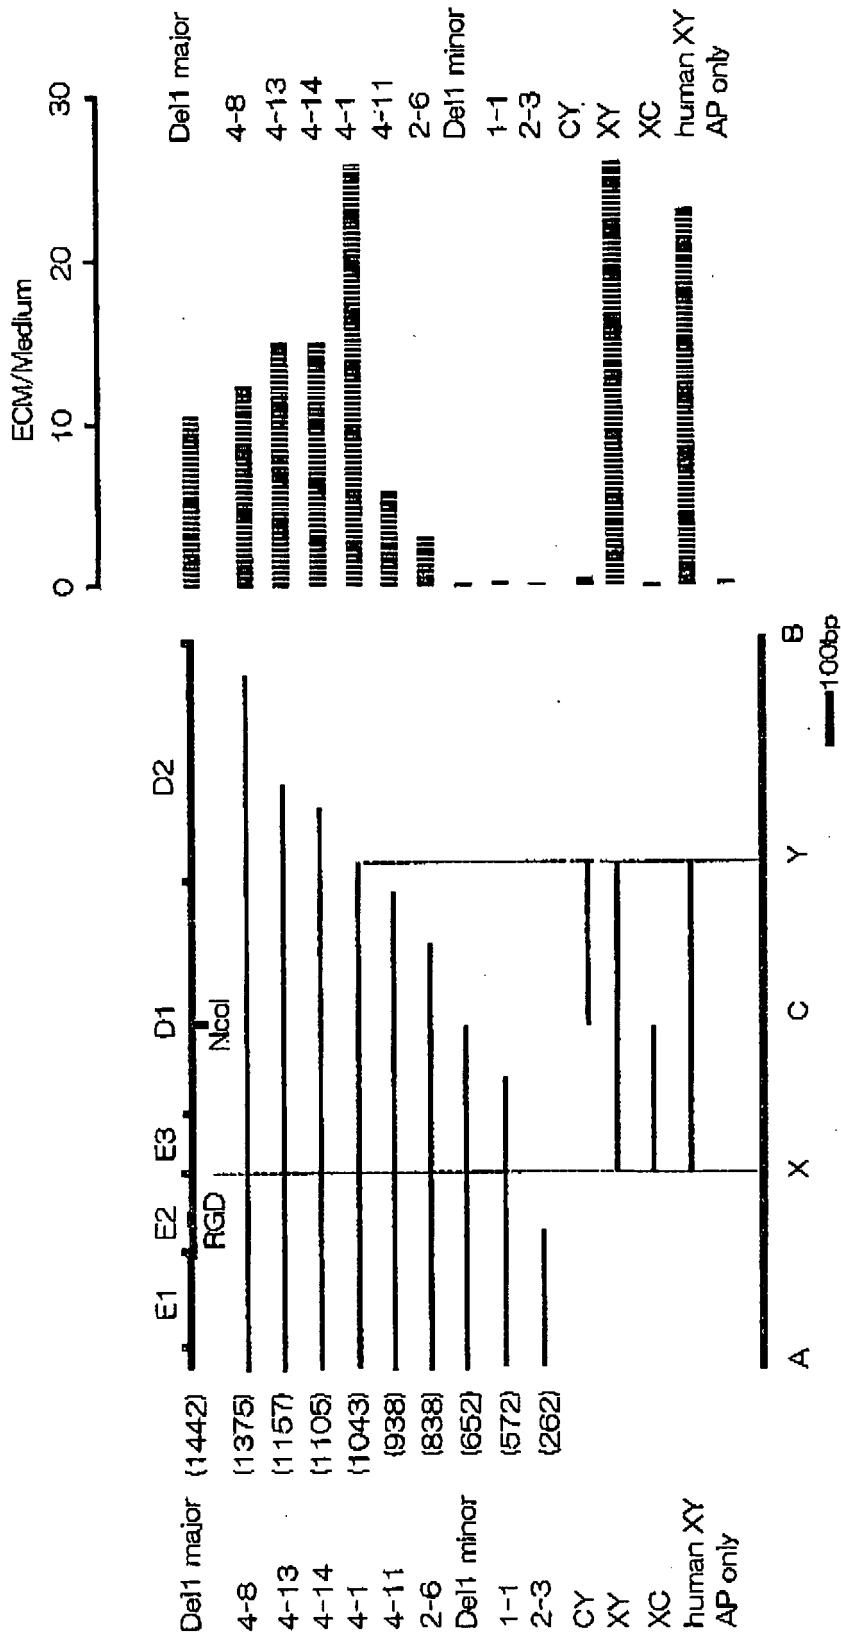 ECM/Medium
0 10 20 30
Del1 major
4-8
4-13
4-14
4-1
4-11
2-6
Del1 minor
1-1
2-3
CY
XY
XC
human XY
AP only
E1 E2 E3 D1 D2
RGD NcoI
A X C Y B
100bp
Del1 major (1442)
4-8 (1375)
4-13 (1157)
4-14 (1105)
4-1 (1043)
4-11 (938)
2-6 (838)
Del1 minor (652)
1-1 (572)
2-3 (262)
CY
XY
XC
human XY
AP only